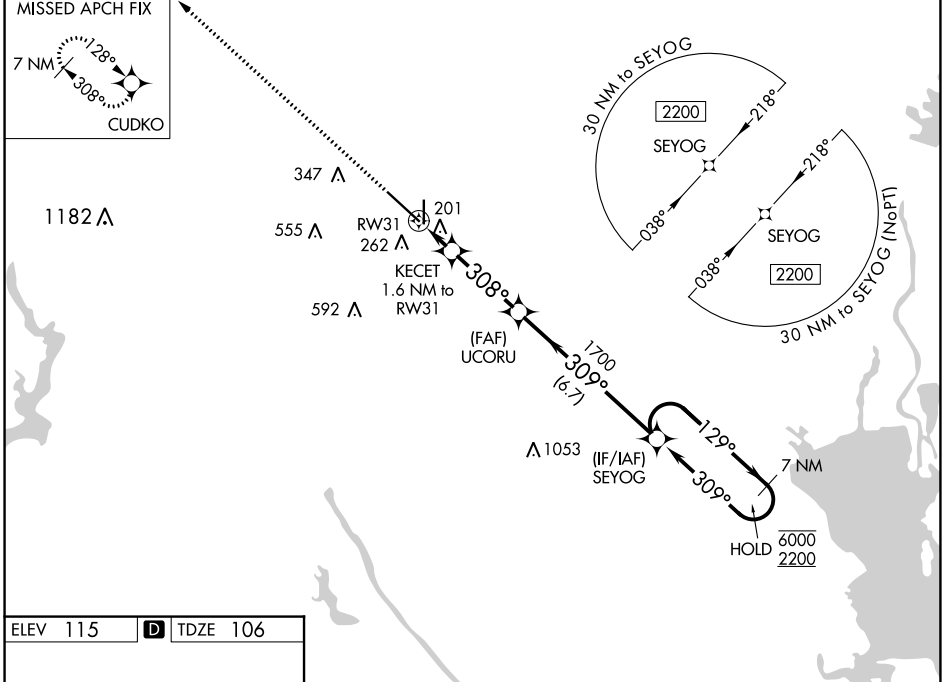 MISSED APCH FIX
7 NM
128°
308°
CUDKO
30 NM to SEYOG
2200
218°
SEYOG
038°
218°
SEYOG
038°
2200
30 NM to SEYOG (NoPT)
347
1182
555
RW31
201
262
KECET
1.6 NM to
RW31
308°
592
(FAF)
UCORU
1700
309°
(6.7)
1053
(IF/IAF)
SEYOG
129°
7 NM
309°
HOLD
6000
2200
ELEV 115 D TDZE 106